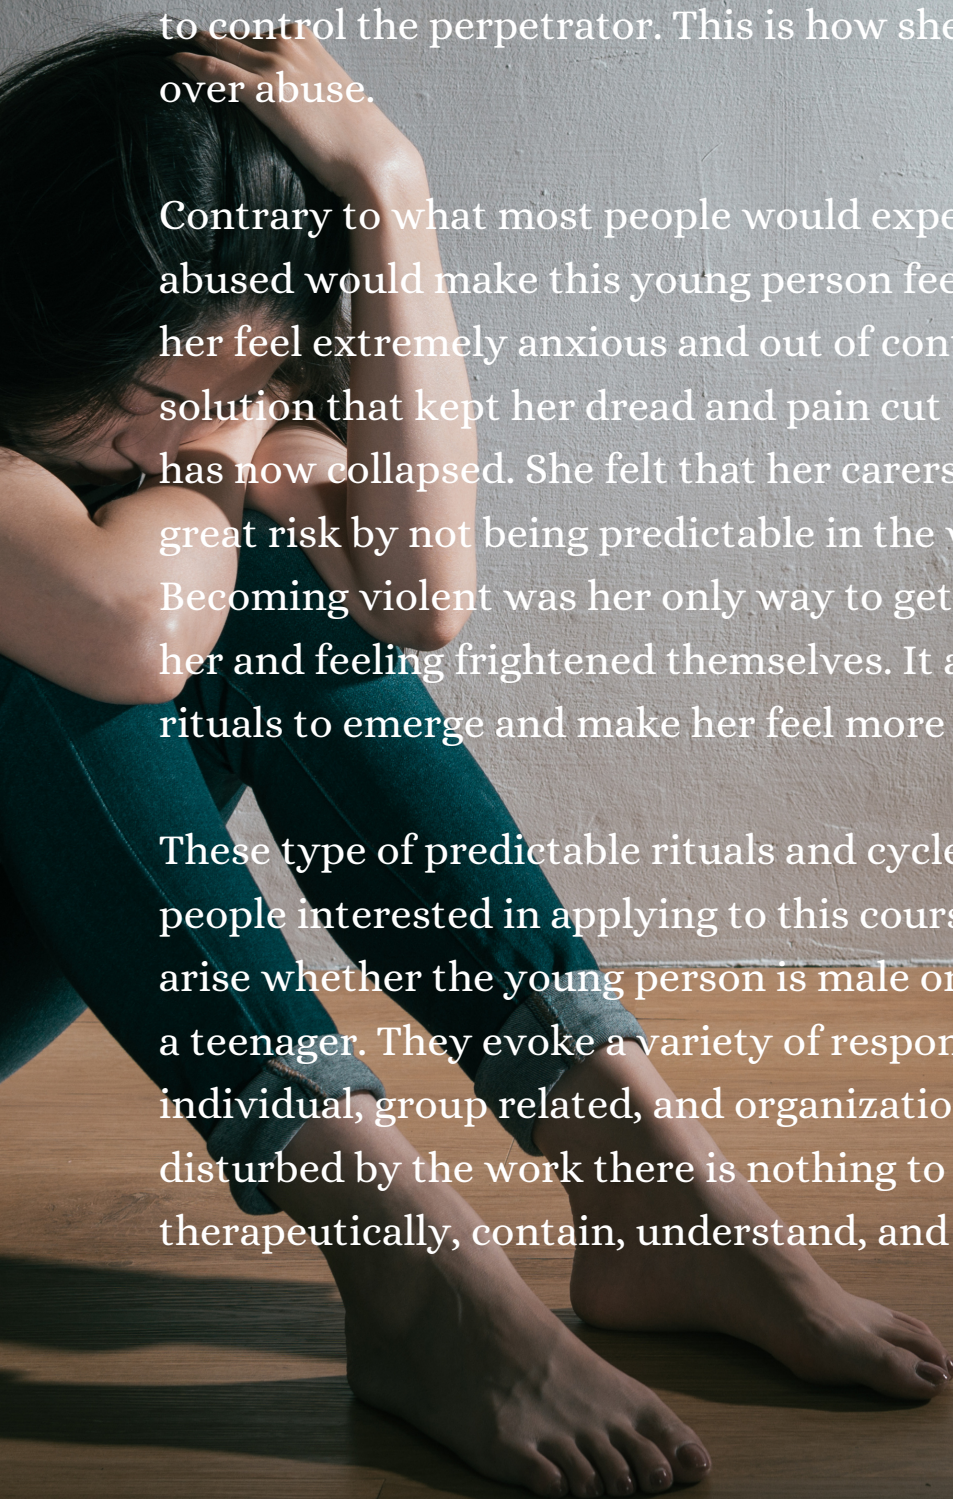 to control the perpetrator. This is how she
over abuse.
Contrary to what most people would expe
abused would make this young person fee
her feel extremely anxious and out of con
solution that kept her dread and pain cut
has now collapsed. She felt that her carers
great risk by not being predictable in the
Becoming violent was her only way to get
her and feeling frightened themselves. It a
rituals to emerge and make her feel more
These type of predictable rituals and cycle
people interested in applying to this cours
arise whether the young person is male or
a teenager. They evoke a variety of respon
individual, group related, and organizatio
disturbed by the work there is nothing to
therapeutically, contain, understand, and